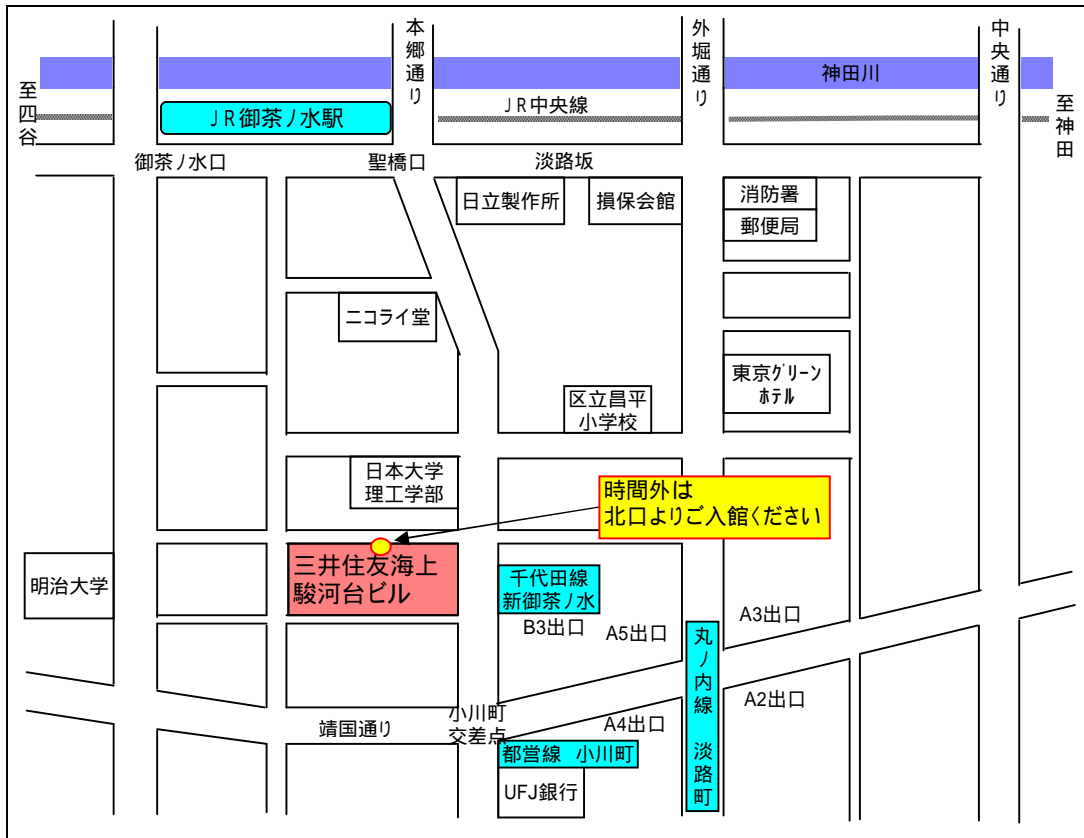 本郷通り
外堀通り
中央通り
神田川
至四谷
JR御茶ノ水駅
JR中央線
至神田
御茶ノ水口
聖橋口
淡路坂
日立製作所
損保会館
消防署
郵便局
ニコライ堂
東京グリーン
ホテル
区立昌平
小学校
日本大学
理工学部
時間外は
北口よりご入館ください
三井住友海上
駿河台ビル
明治大学
千代田線
新御茶ノ水
B3出口
A5出口
A3出口
丸ノ内線 淡路町
A2出口
小川町
交差点
靖国通り
A4出口
都営線 小川町
UFJ銀行